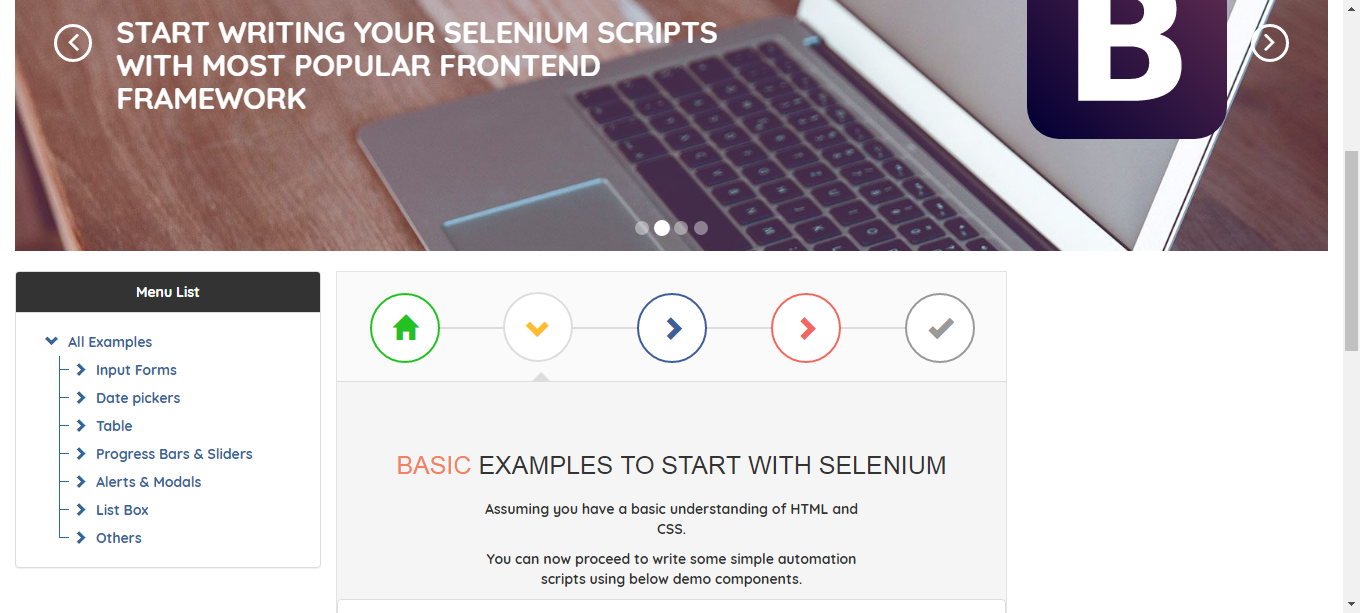 START WRITING YOUR SELENIUM SCRIPTS
WITH MOST POPULAR FRONTEND
FRAMEWORK
B
Menu List
All Examples
Input Forms
Date pickers
Table
Progress Bars & Sliders
Alerts & Modals
List Box
Others
BASIC EXAMPLES TO START WITH SELENIUM
Assuming you have a basic understanding of HTML and
CSS.
You can now proceed to write some simple automation
scripts using below demo components.